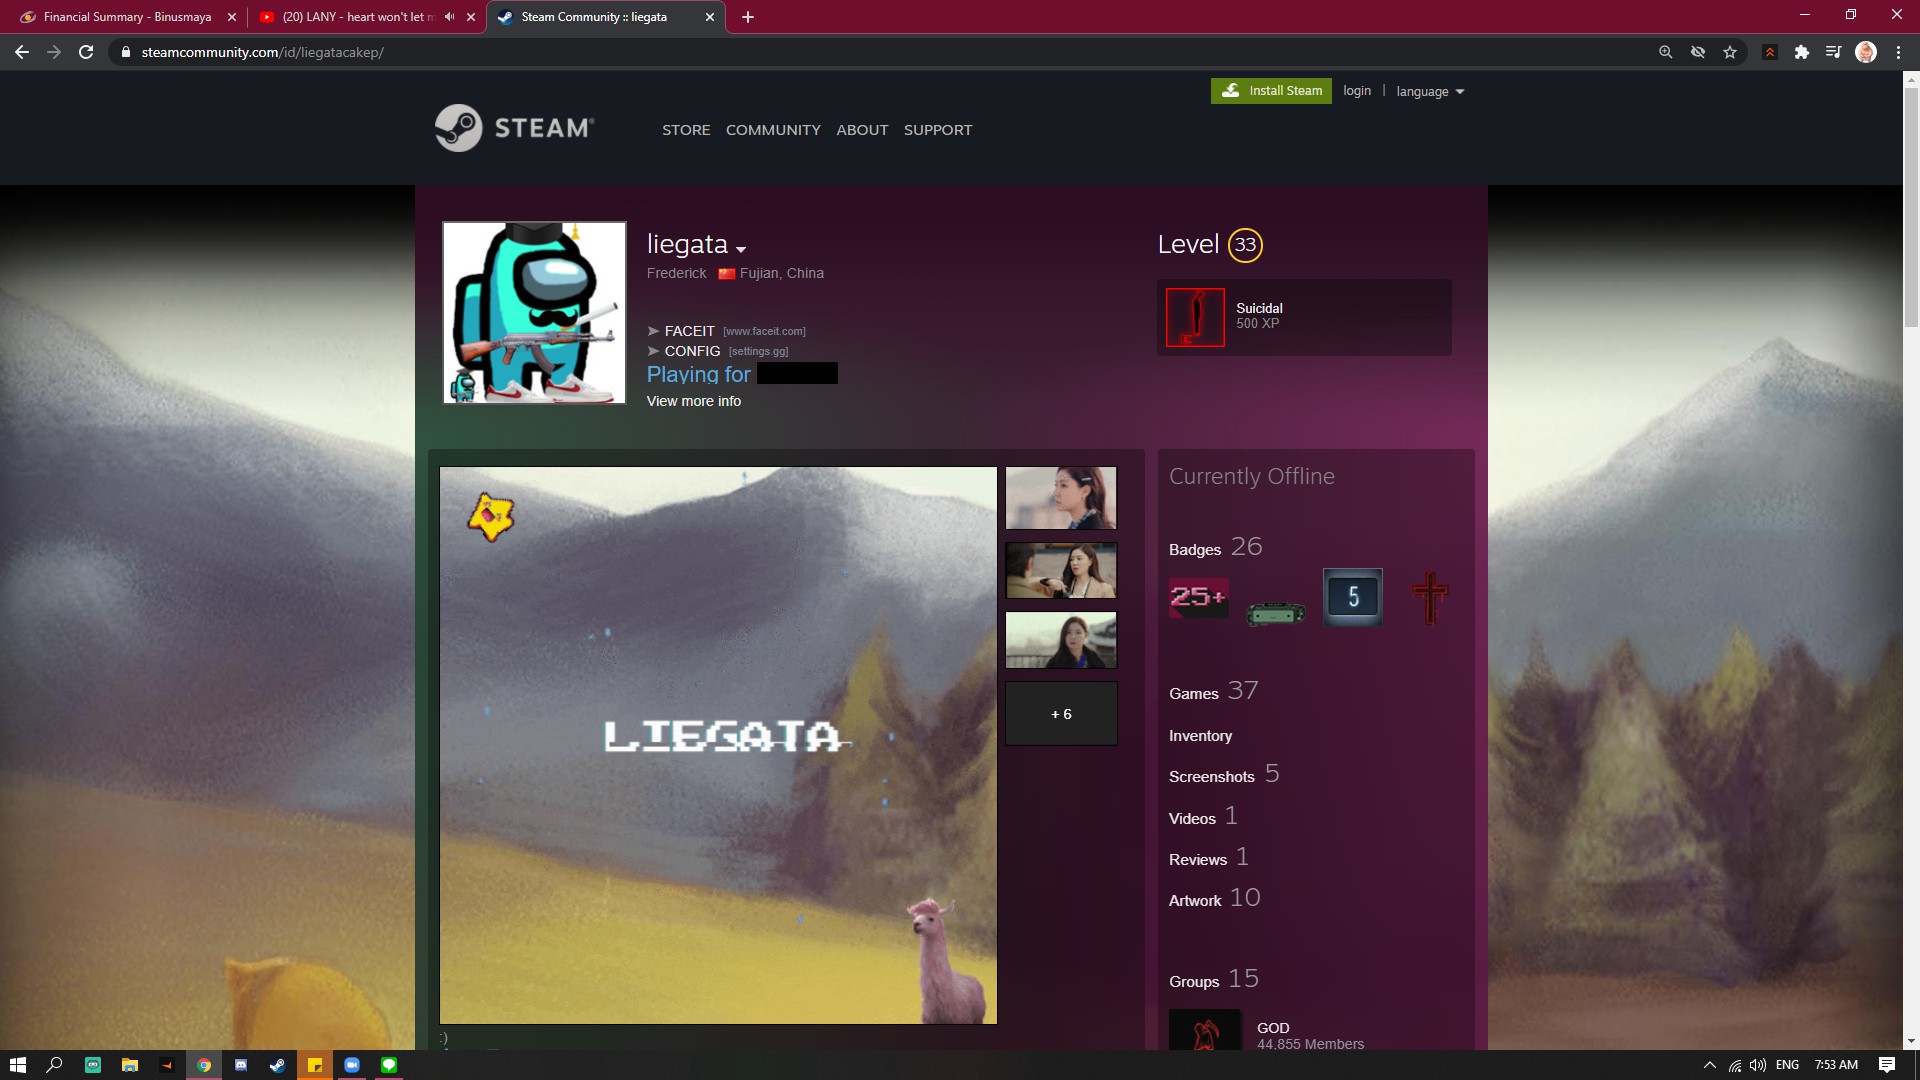 Financial Summary - Binusmaya
(20) LANY - heart won't let m
Steam Community :: liegata
steamcommunity.com/id/liegatacakep/
Install Steam
login | language
STEAM®
STORE COMMUNITY ABOUT SUPPORT
liegata
Level 33
Frederick Fujian, China
Suicidal
500 XP
➤ FACEIT [www.faceit.com]
➤ CONFIG [settings.gg]
Playing for
View more info
Currently Offline
Badges 26
25+
5
LIEGATA
+ 6
Games 37
Inventory
Screenshots 5
Videos 1
Reviews 1
Artwork 10
Groups 15
GOD
44,855 Members
:)
ENG
7:53 AM